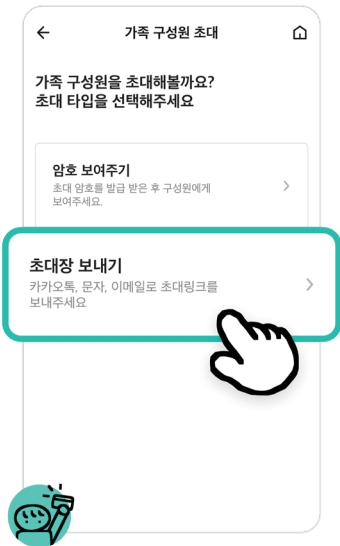 가족 구성원 초대
가족 구성원을 초대해볼까요?
초대 타입을 선택해주세요
암호 보여주기
초대 암호를 발급 받은 후 구성원에게
보여주세요.
초대장 보내기
카카오톡, 문자, 이메일로 초대링크를
보내주세요